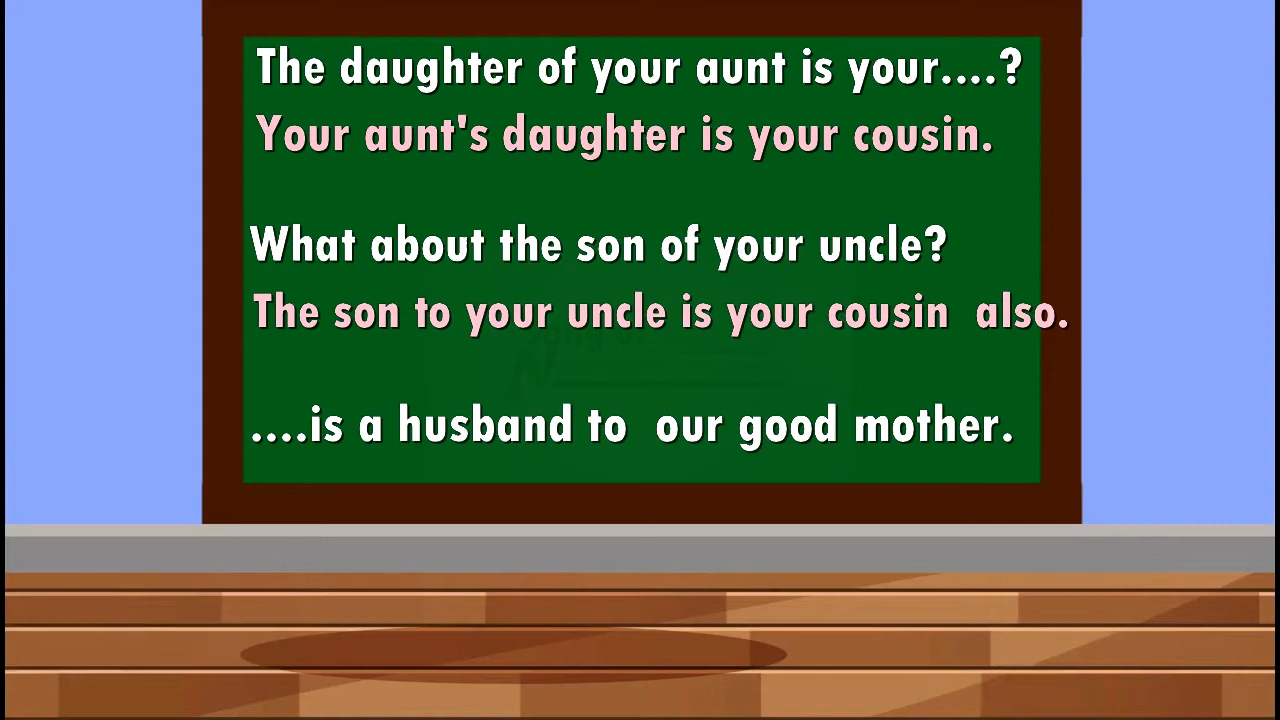 The daughter of your aunt is your....?
Your aunt's daughter is your cousin.
What about the son of your uncle?
The son to your uncle is your cousin  also.
....is a husband to  our good mother.